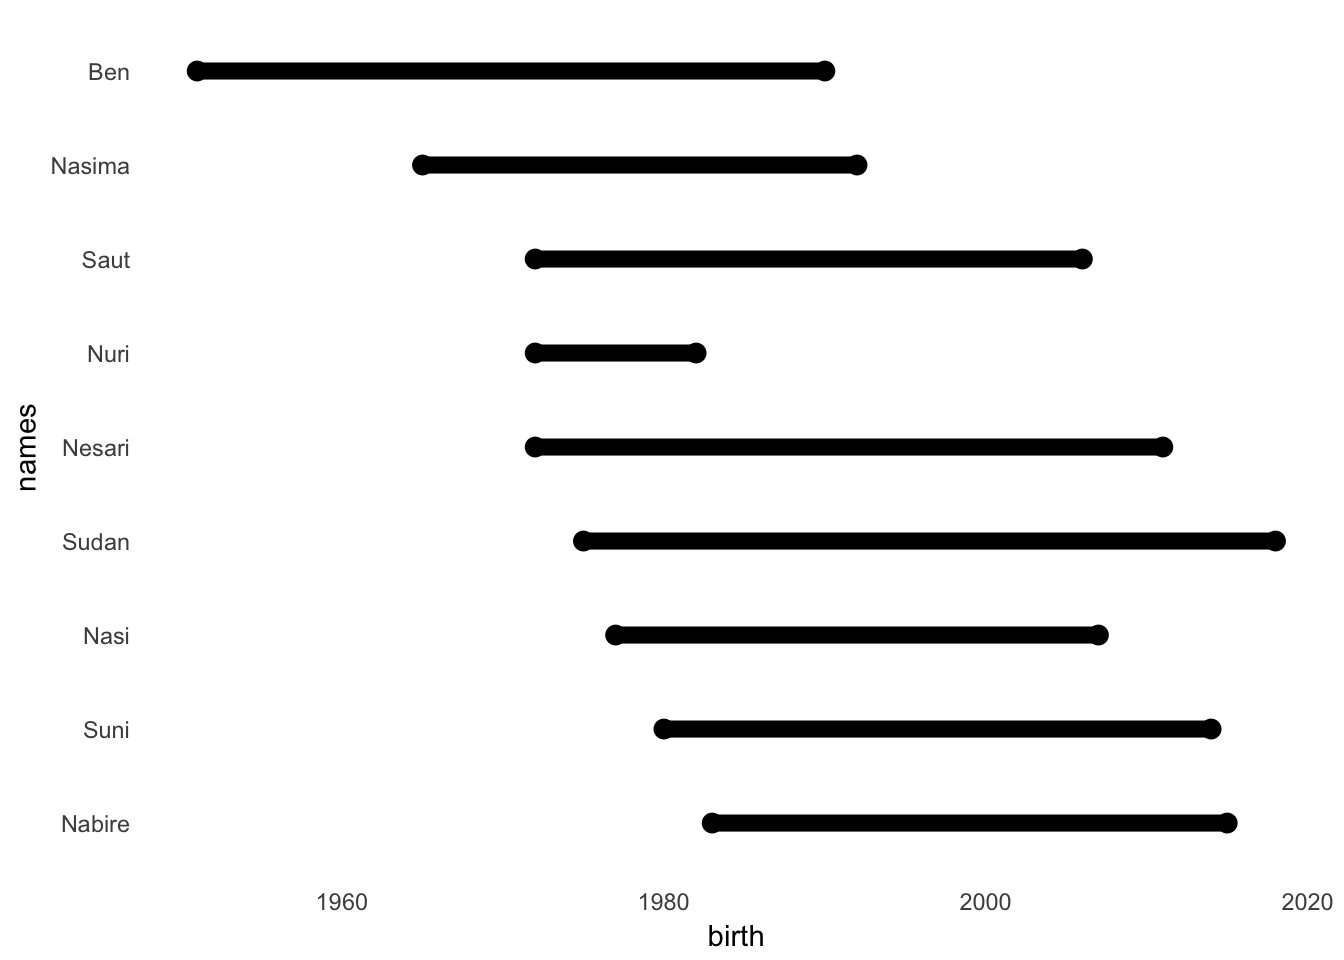 Ben
Nasima
Saut
Nuri
names
Nesari
Sudan
Nasi
Suni
Nabire
1960 1980 2000 2020
birth